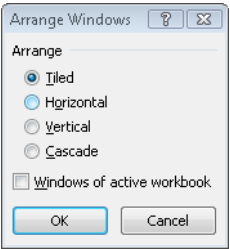 Arrange Windows
Arrange
Tiled
Horizontal
Vertical
Cascade
Windows of active workbook
OK Cancel